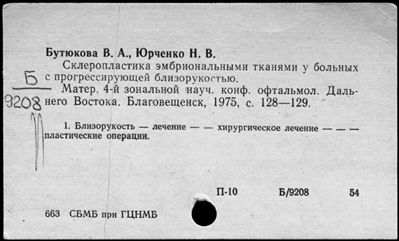 Бутюкова В. А., Юрченко Н. В.
Склеропластика эмбриональными тканями у больных
с прогрессирующей близорукостью.
Б
9208
Матер. 4-й зональной науч. конф. офтальмол. Даль-
него Востока. Благовещенск, 1975, с. 128—129.
1. Близорукость — лечение — — хирургическое лечение — — —
пластические операции.
П-10 Б/9208 54
663 СБМБ при ГЦНМБ